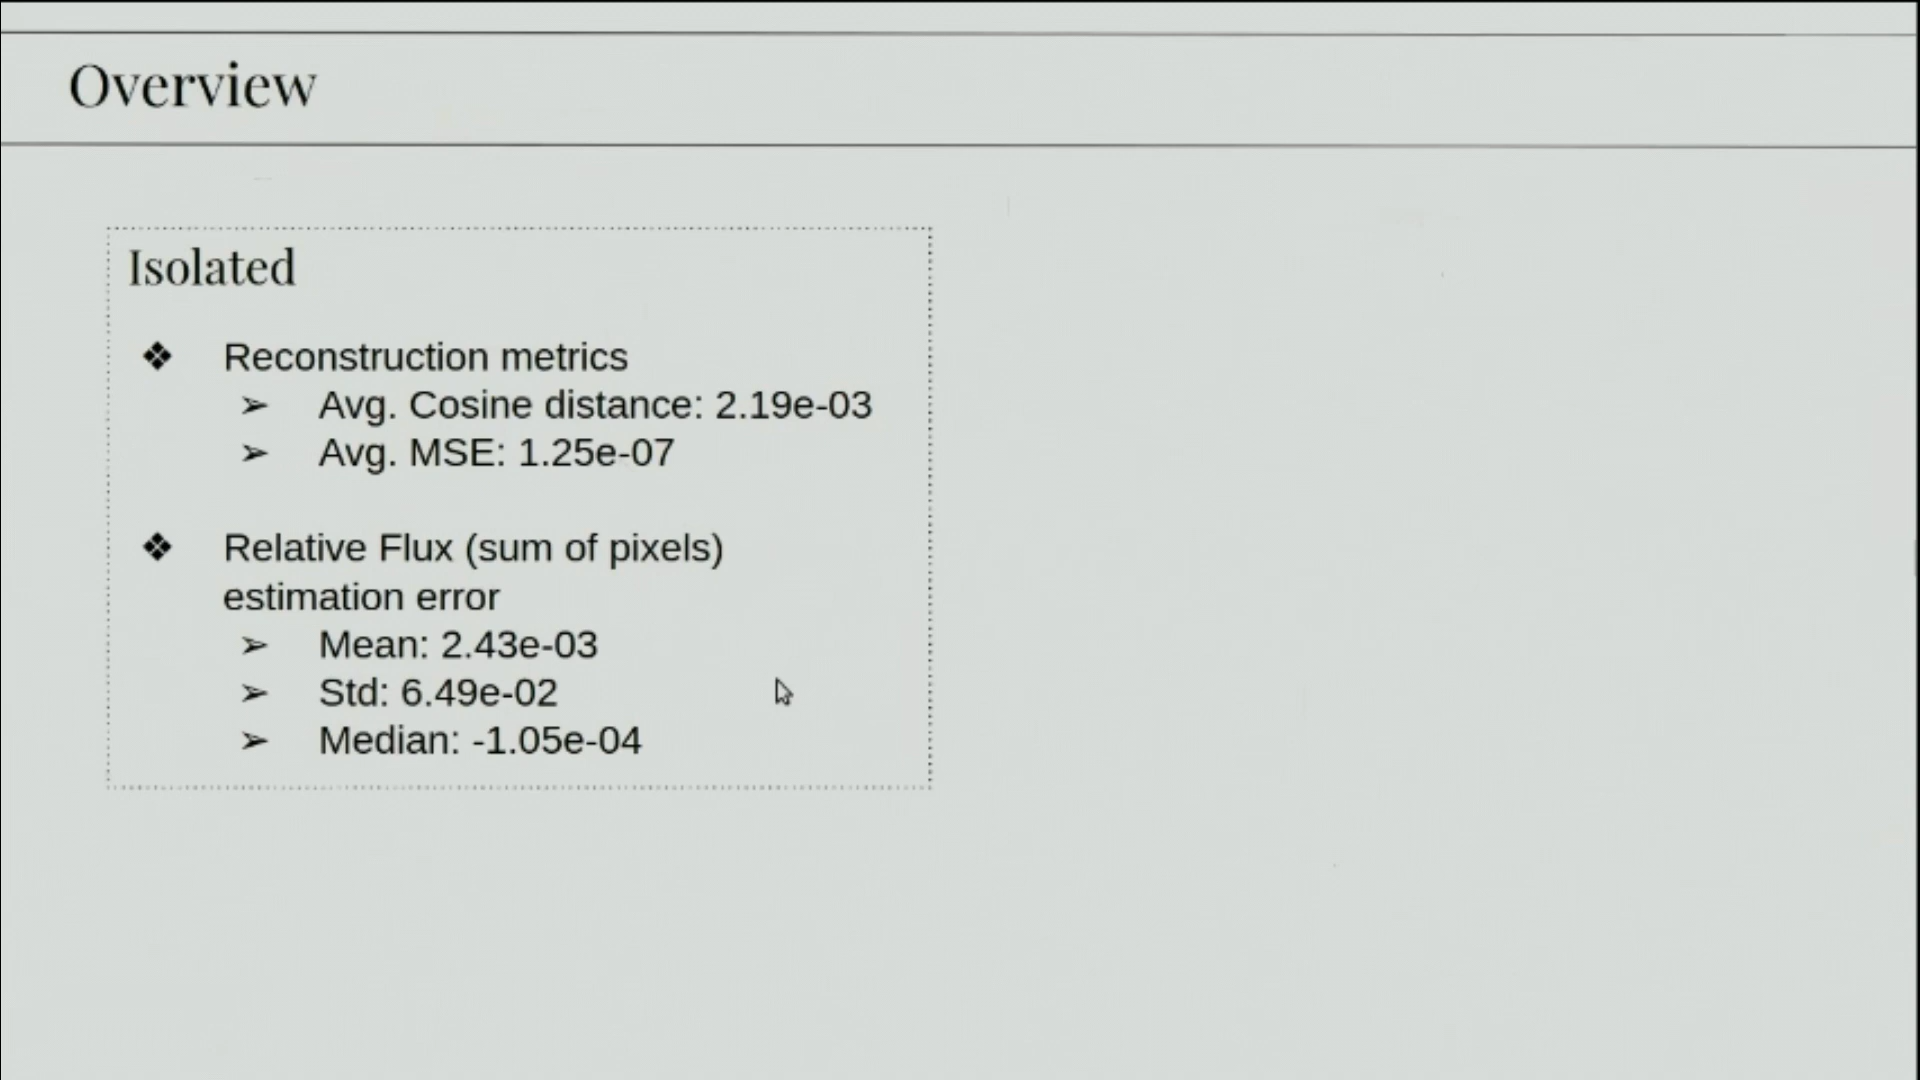 Overview
Isolated
❖ Reconstruction metrics
➢ Avg. Cosine distance: 2.19e-03
➢ Avg. MSE: 1.25e-07
❖ Relative Flux (sum of pixels)
estimation error
➢ Mean: 2.43e-03
➢ Std: 6.49e-02
➢ Median: -1.05e-04